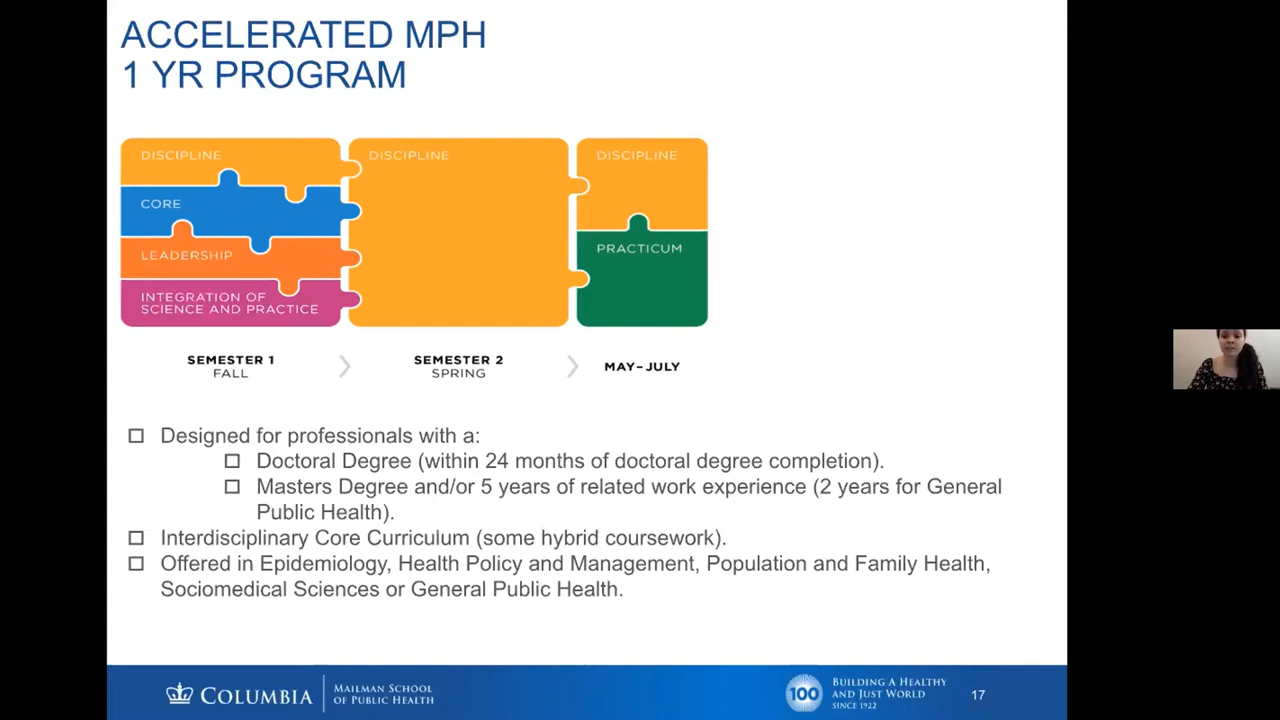 ACCELERATED MPH
1 YR PROGRAM
DISCIPLINE
CORE
LEADERSHIP
INTEGRATION OF
SCIENCE AND PRACTICE
DISCIPLINE
DISCIPLINE
PRACTICUM
SEMESTER 1
FALL
SEMESTER 2
SPRING
MAY–JULY
Designed for professionals with a:
Doctoral Degree (within 24 months of doctoral degree completion).
Masters Degree and/or 5 years of related work experience (2 years for General
Public Health).
Interdisciplinary Core Curriculum (some hybrid coursework).
Offered in Epidemiology, Health Policy and Management, Population and Family Health,
Sociomedical Sciences or General Public Health.
COLUMBIA
MAILMAN SCHOOL
OF PUBLIC HEALTH
100
BUILDING A HEALTHY
AND JUST WORLD
SINCE 1922
17